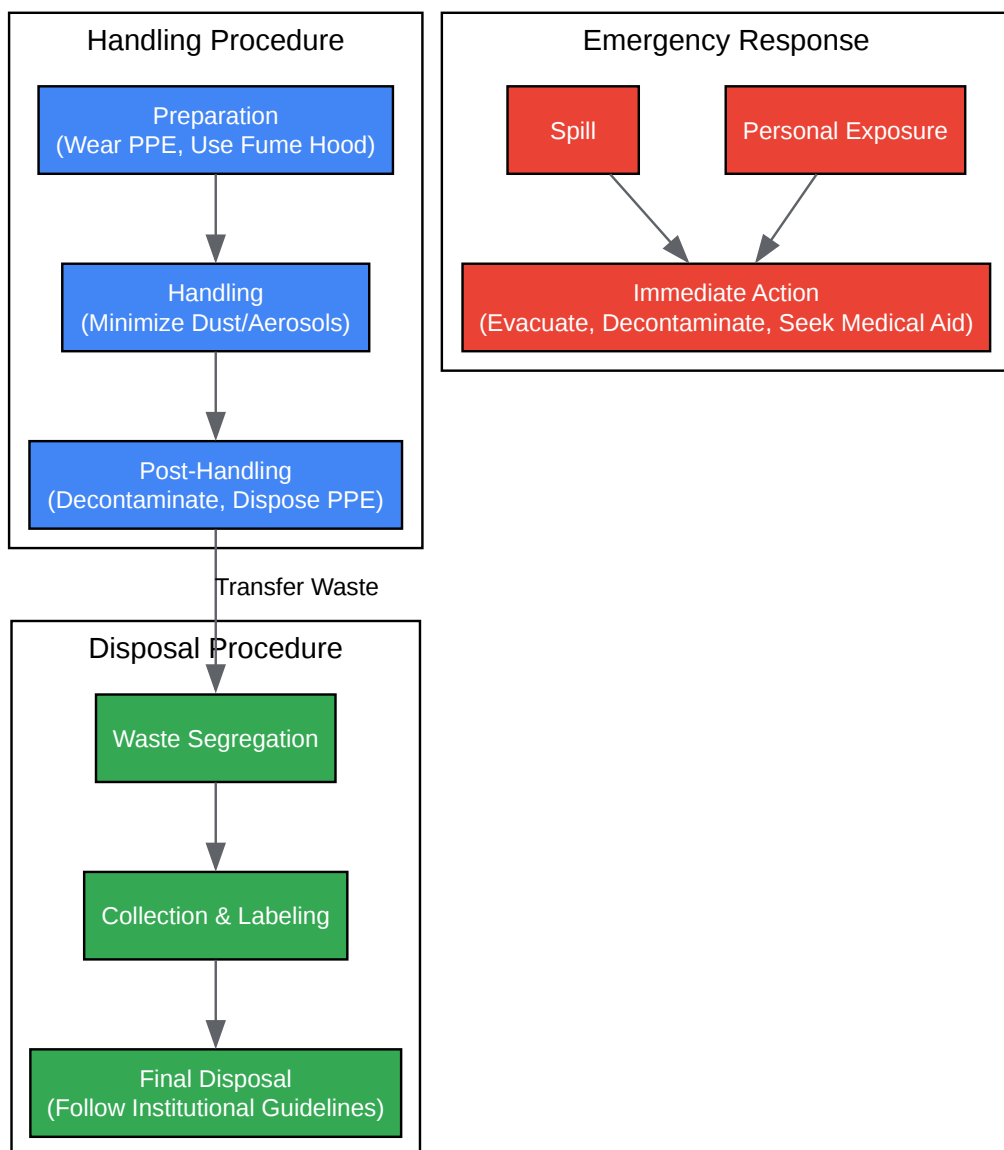 Handling Procedure
Preparation
(Wear PPE, Use Fume Hood)
Handling
(Minimize Dust/Aerosols)
Post-Handling
(Decontaminate, Dispose PPE)
Transfer Waste
Disposal Procedure
Waste Segregation
Collection & Labeling
Final Disposal
(Follow Institutional Guidelines)
Emergency Response
Spill
Personal Exposure
Immediate Action
(Evacuate, Decontaminate, Seek Medical Aid)